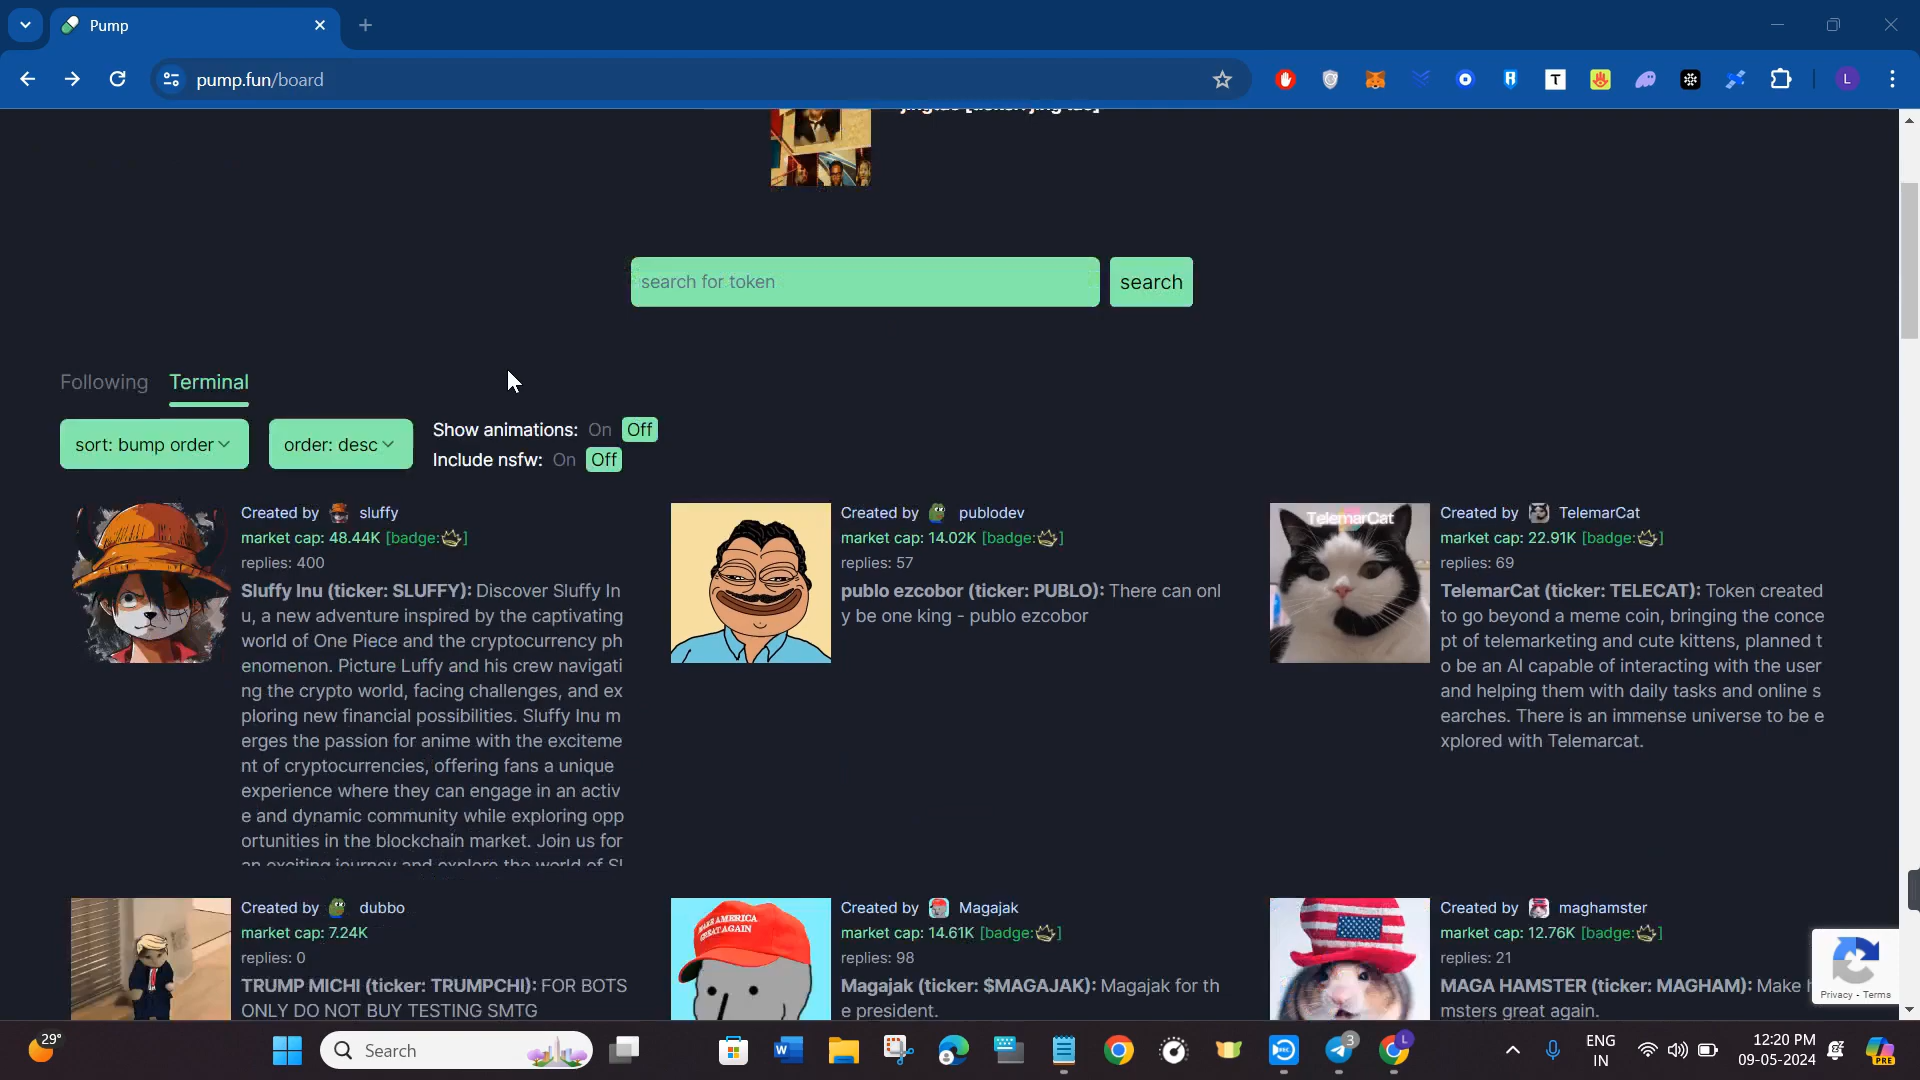 Pump
pump.fun/board
search for token
search
Following Terminal
sort: bump order
order: desc
Show animations: On Off
Include nsfw: On Off
Created by sluffy
market cap: 48.44K [badge:👑]
replies: 400
Sluffy Inu (ticker: SLUFFY): Discover Sluffy In
u, a new adventure inspired by the captivating
world of One Piece and the cryptocurrency ph
enomenon. Picture Luffy and his crew navigati
ng the crypto world, facing challenges, and ex
ploring new financial possibilities. Sluffy Inu m
erges the passion for anime with the exciteme
nt of cryptocurrencies, offering fans a unique
experience where they can engage in an activ
e and dynamic community while exploring opp
ortunities in the blockchain market. Join us for
an exciting journey and explore the world of Sl
Created by publodev
market cap: 14.02K [badge:👑]
replies: 57
publo ezcobor (ticker: PUBLO): There can onl
y be one king - publo ezcobor
TelemarCat
Created by TelemarCat
market cap: 22.91K [badge:👑]
replies: 69
TelemarCat (ticker: TELECAT): Token created
to go beyond a meme coin, bringing the conce
pt of telemarketing and cute kittens, planned t
o be an AI capable of interacting with the user
and helping them with daily tasks and online s
earches. There is an immense universe to be e
xplored with Telemarcat.
Created by dubbo
market cap: 7.24K
replies: 0
TRUMP MICHI (ticker: TRUMPCHI): FOR BOTS
ONLY DO NOT BUY TESTING SMTG
MAKE AMERICA
GREAT AGAIN
Created by Magajak
market cap: 14.61K [badge:👑]
replies: 98
Magajak (ticker: $MAGAJAK): Magajak for th
e president.
Created by maghamster
market cap: 12.76K [badge:👑]
replies: 21
MAGA HAMSTER (ticker: MAGHAM): Make h
msters great again.
Privacy - Terms
29°
Search
3
L
ENG
IN
12:20 PM
09-05-2024
PRE